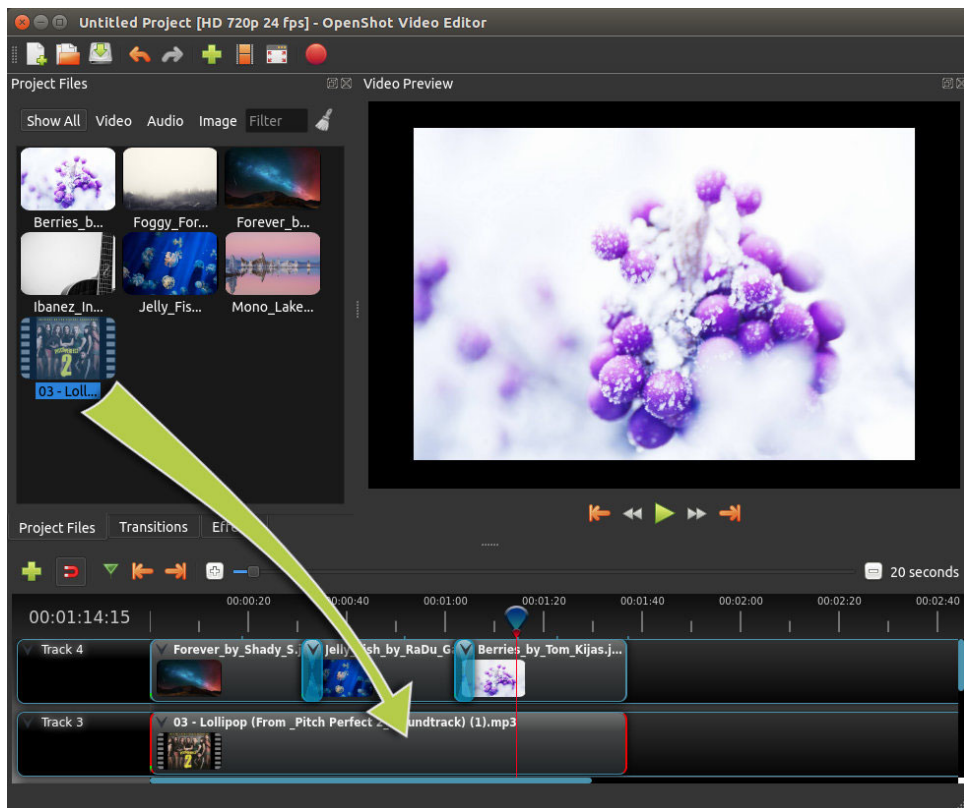 Untitled Project [HD 720p 24 fps] - OpenShot Video Editor
Project Files
Video Preview
Show All Video Audio Image Filter
Berries_b... Foggy_For... Forever_b...
Ibanez_In... Jelly_Fis... Mono_Lake...
2
03 - Loll...
Project Files Transitions
20 seconds
00:01:14:15
00:00:20 00:00:40 00:01:00 00:01:20 00:01:40 00:02:00 00:02:20 00:02:40
Track 4
Forever_by_Shady_S. Jelly_Fish_by_RaDu_G Berries_by_Tom_Kijas.j...
Track 3
03 - Lollipop (From _Pitch Perfect 2_ (1).mp3
2